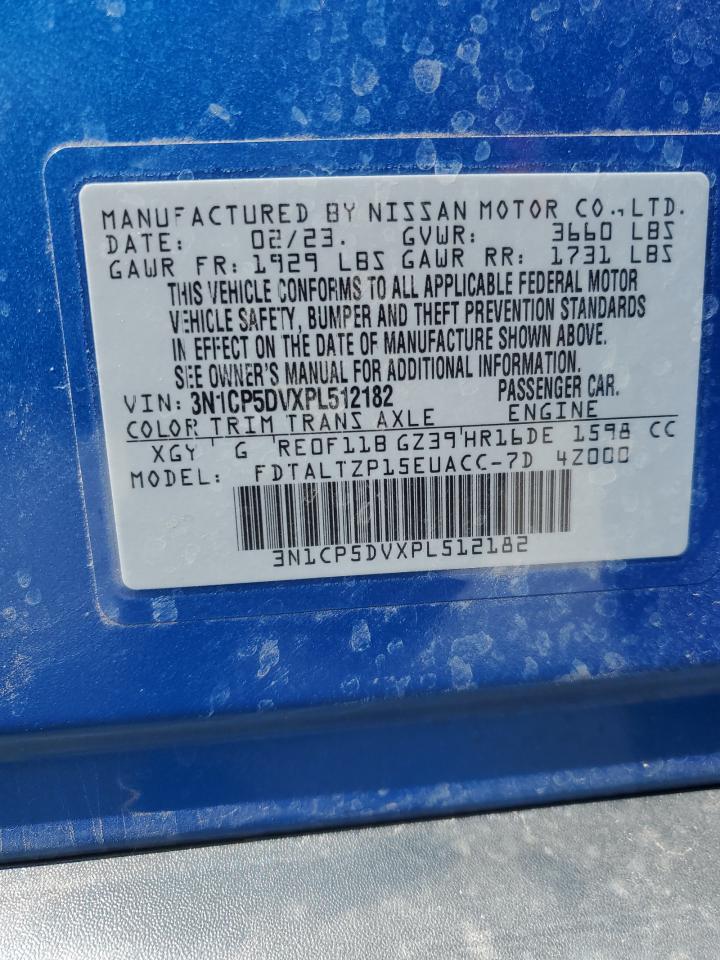 MANUFACTURED BY NISSAN MOTOR CO.,LTD.
DATE: 02/23. GVWR: 3660 LBS
GAWR FR: 1929 LBS GAWR RR: 1731 LBS
THIS VEHICLE CONFORMS TO ALL APPLICABLE FEDERAL MOTOR
VEHICLE SAFETY, BUMPER AND THEFT PREVENTION STANDARDS
IN EFFECT ON THE DATE OF MANUFACTURE SHOWN ABOVE.
SEE OWNER'S MANUAL FOR ADDITIONAL INFORMATION.
VIN: 3N1CP5DVXPL512182 PASSENGER CAR.
COLOR TRIM TRANS AXLE ENGINE
XGY G RE0F11B GZ39 HR16DE 1598 CC
MODEL: FDTALTZP15EUACC-7D 4Z000
3N1CP5DVXPL512182